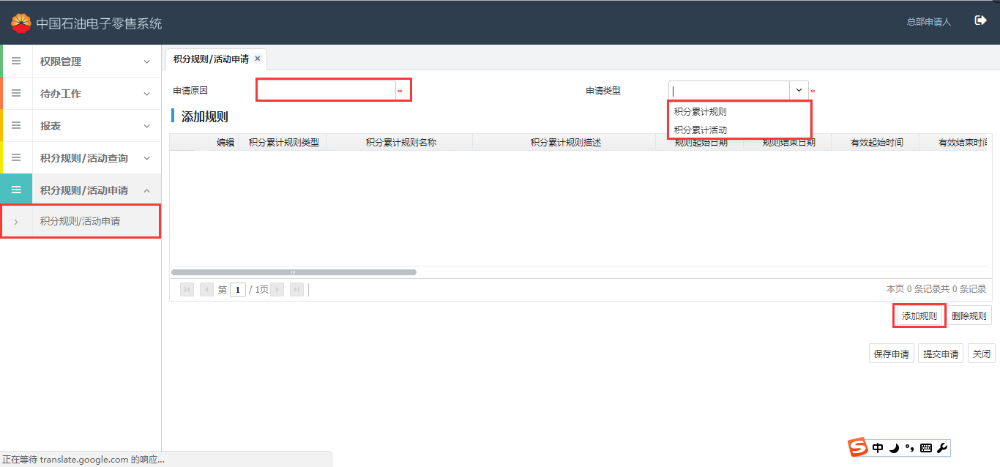 中国石油电子零售系统
总部申请人
权限管理
待办工作
报表
积分规则/活动查询
积分规则/活动申请
积分规则/活动申请
积分规则/活动申请 ×
申请原因 *
申请类型 *
积分累计规则
积分累计活动
添加规则
编辑 积分累计规则类型 积分累计规则名称 积分累计规则描述 规则起始日期 规则结束日期 有效起始时间 有效结束时间
第 1 / 1页
本页 0 条记录共 0 条记录
添加规则 删除规则
保存申请 提交申请 关闭
中
正在等待 translate.google.com 的响应...